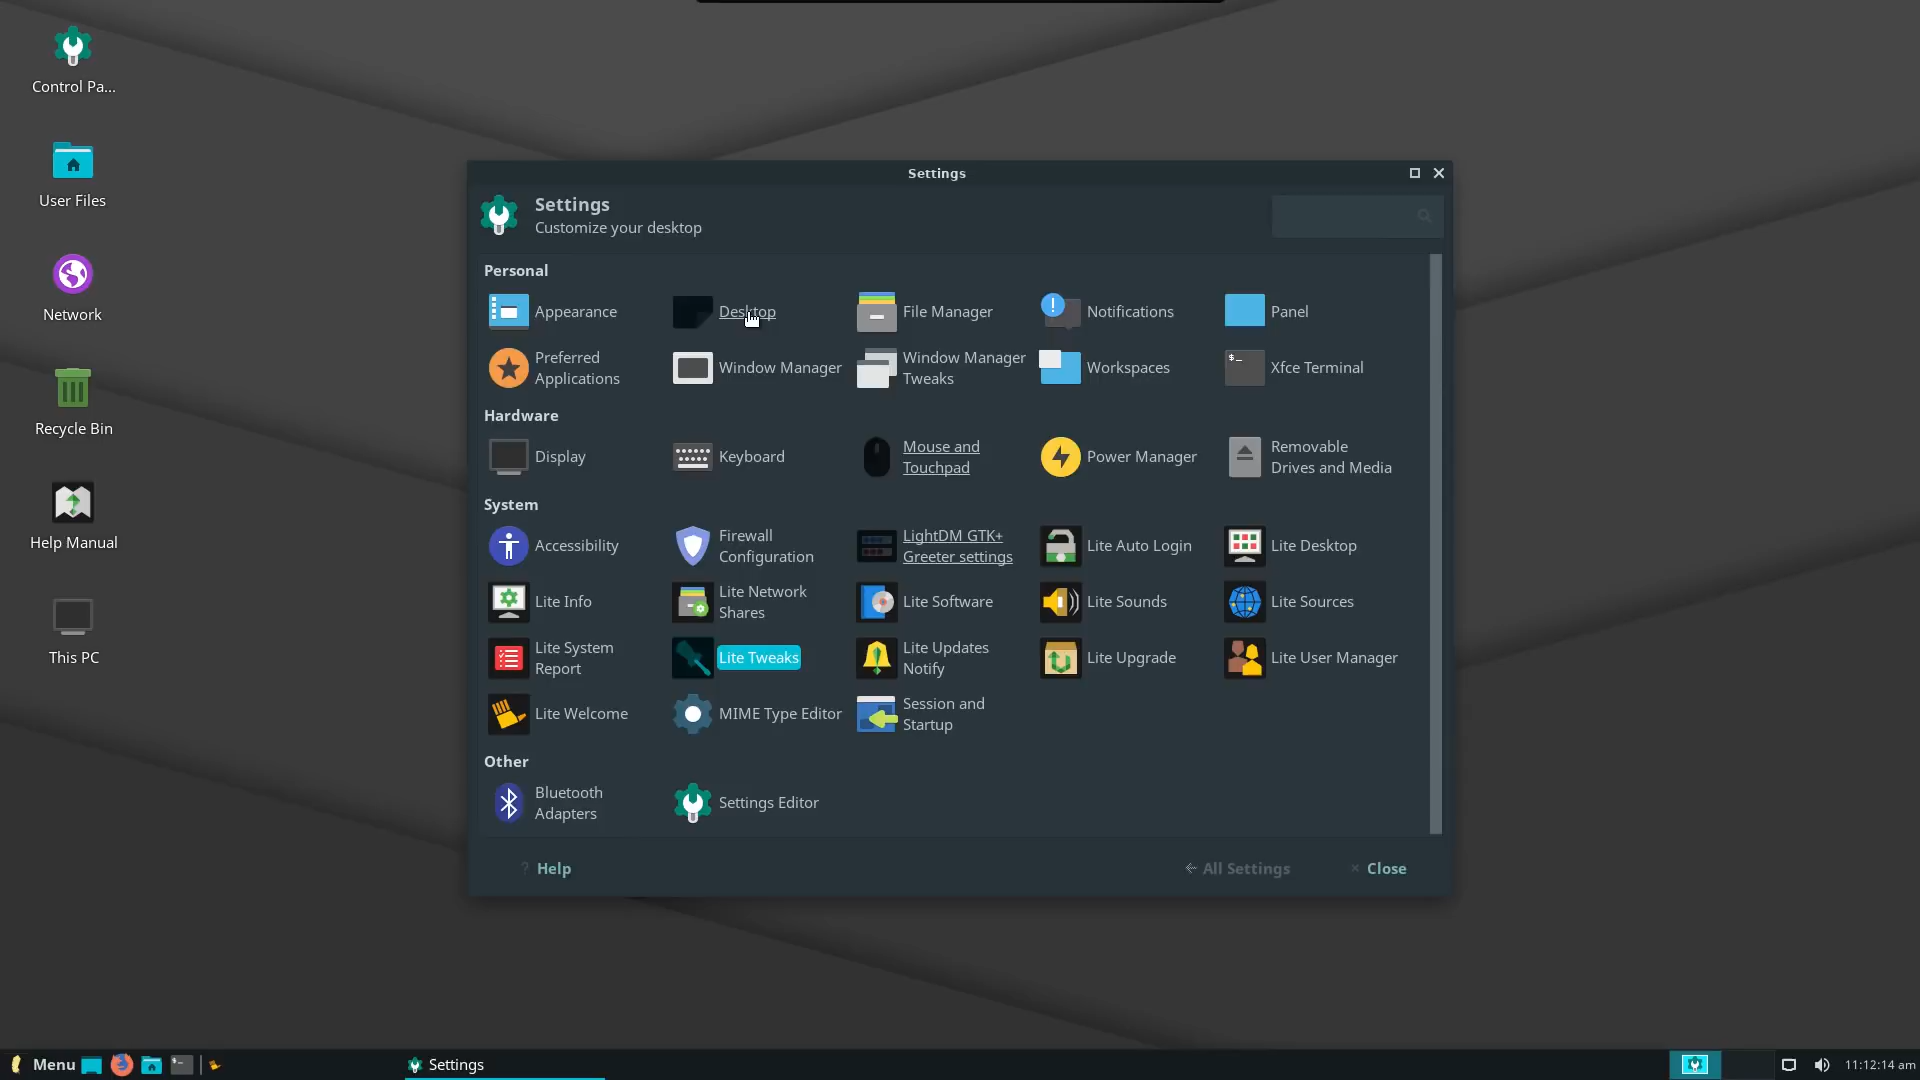 Control Pa...
User Files
Network
Recycle Bin
Help Manual
This PC
Settings
Settings
Customize your desktop
Personal
Appearance
Desktop
File Manager
Notifications
Panel
Preferred
Applications
Window Manager
Window Manager
Tweaks
Workspaces
Xfce Terminal
Hardware
Display
Keyboard
Mouse and
Touchpad
Power Manager
Removable
Drives and Media
System
Accessibility
Firewall
Configuration
LightDM GTK+
Greeter settings
Lite Auto Login
Lite Desktop
Lite Info
Lite Network
Shares
Lite Software
Lite Sounds
Lite Sources
Lite System
Report
Lite Tweaks
Lite Updates
Notify
Lite Upgrade
Lite User Manager
Lite Welcome
MIME Type Editor
Session and
Startup
Other
Bluetooth
Adapters
Settings Editor
? Help
All Settings
Close
Menu
Settings
11:12:14 am